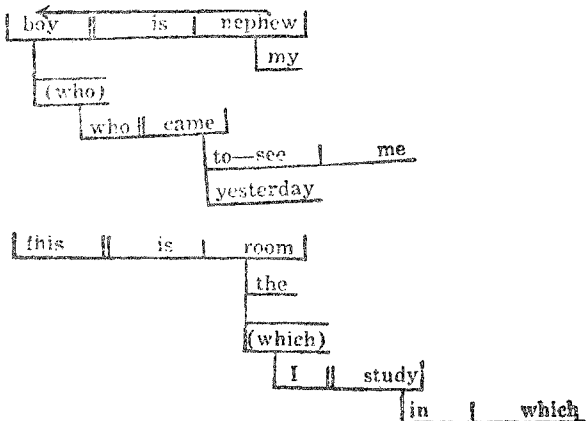 boy is nephew
my
(who)
who came
to—see me
yesterday
this is room
the
(which)
I study
in which